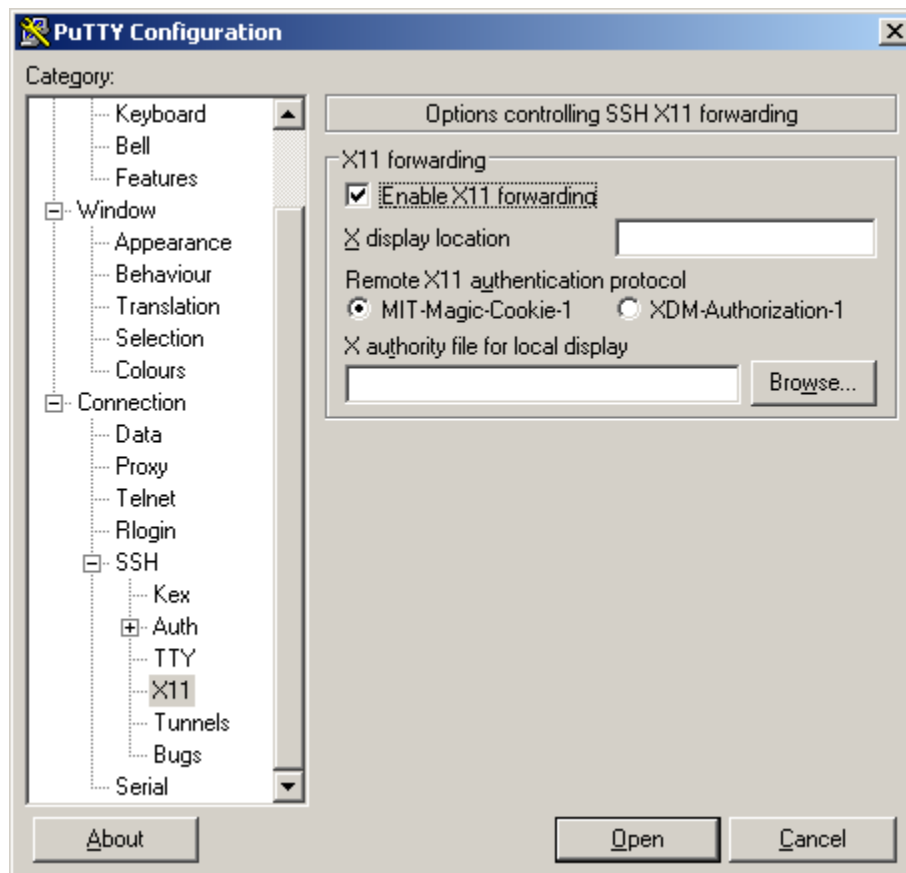 PuTTY Configuration
Category:
Keyboard
Bell
Features
Window
Appearance
Behaviour
Translation
Selection
Colours
Connection
Data
Proxy
Telnet
Rlogin
SSH
Kex
Auth
TTY
X11
Tunnels
Bugs
Serial
Options controlling SSH X11 forwarding
X11 forwarding
Enable X11 forwarding
X display location
Remote X11 authentication protocol
MIT-Magic-Cookie-1 XDM-Authorization-1
X authority file for local display
Browse...
About Open Cancel